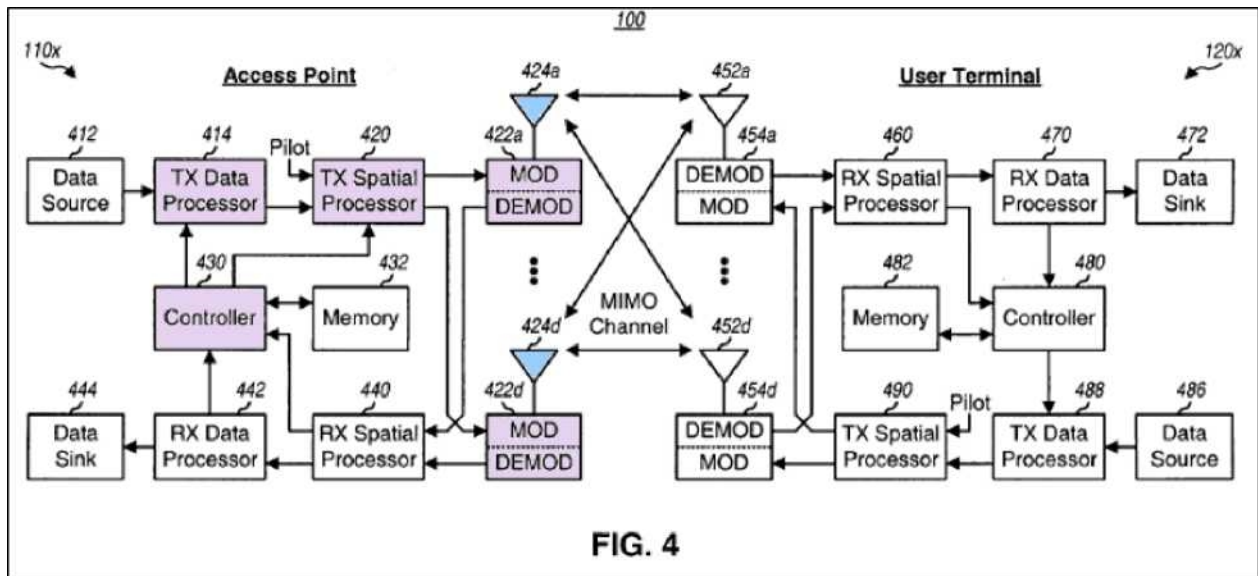 100
110x
120x
Access Point
424a
452a
User Terminal
412
414
420
422a
454a
460
470
472
Pilot
Data
Source
TX Data
Processor
TX Spatial
Processor
MOD
DEMOD
DEMOD
MOD
RX Spatial
Processor
RX Data
Processor
Data
Sink
430
432
482
480
Controller
Memory
MIMO
Channel
Memory
Controller
424d
452d
444
442
440
422d
454d
490
Pilot
488
486
Data
Sink
RX Data
Processor
RX Spatial
Processor
MOD
DEMOD
DEMOD
MOD
TX Spatial
Processor
TX Data
Processor
Data
Source
FIG. 4